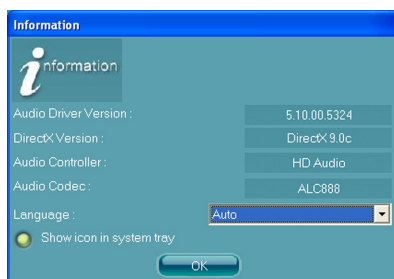 Information
information
Audio Driver Version : 5.10.00.5324
DirectX Version : DirectX 9.0c
Audio Controller : HD Audio
Audio Codec : ALC888
Language : Auto
Show icon in system tray
OK